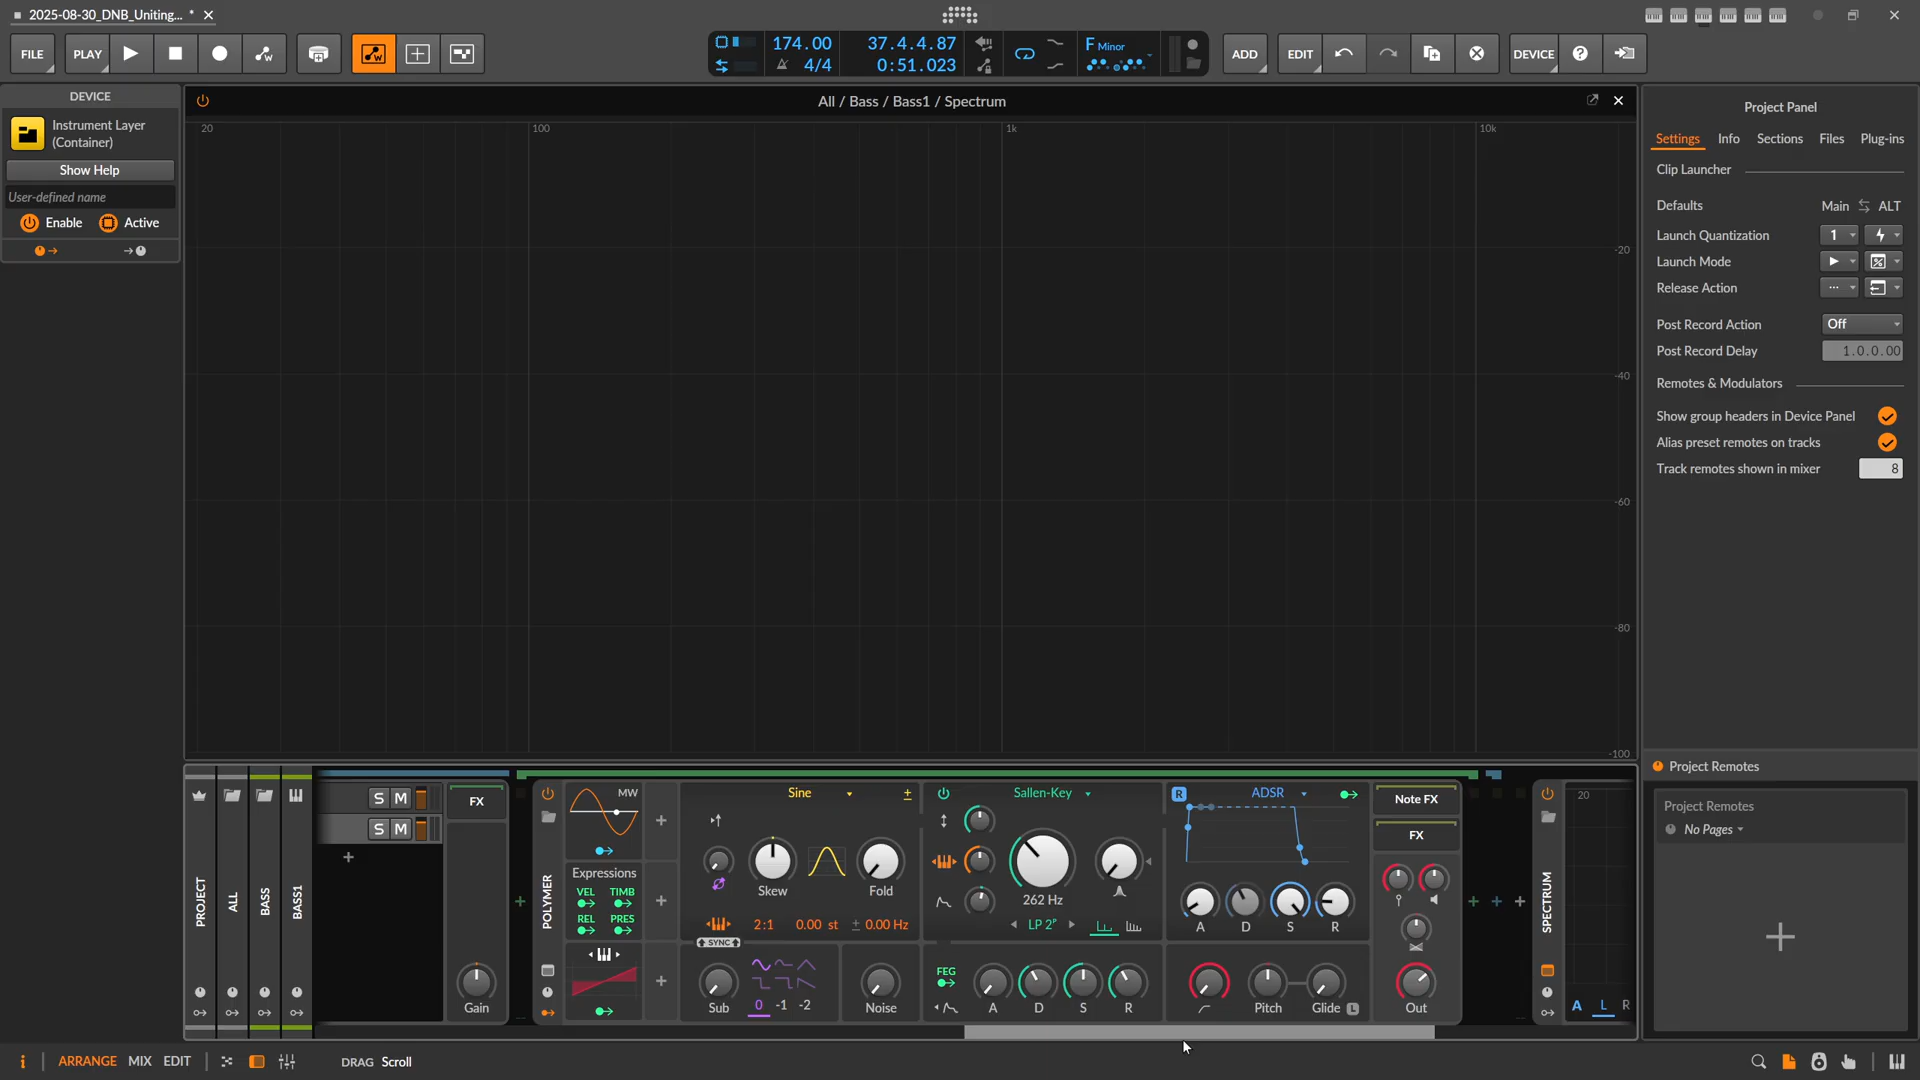 2025-08-30_DNB_Uniting... *
FILE
PLAY
174.00
4/4
37.4.4.87
0:51.023
F Minor
ADD
EDIT
DEVICE
DEVICE
Instrument Layer
(Container)
Show Help
User-defined name
Enable
Active
All / Bass / Bass1 / Spectrum
20
100
1k
10k
-20
-40
-60
-80
-100
Project Panel
Settings
Info
Sections
Files
Plug-ins
Clip Launcher
Defaults
Main
ALT
Launch Quantization
1
Launch Mode
Release Action
Post Record Action
Off
Post Record Delay
1.0.0.00
Remotes & Modulators
Show group headers in Device Panel
Alias preset remotes on tracks
Track remotes shown in mixer
8
Project Remotes
Project Remotes
No Pages
PROJECT
ALL
BASS
BASS1
S M
S M
FX
Gain
POLYMER
MW
Expressions
VEL TIMB
REL PRES
Sine
Skew
Fold
2:1
0.00 st
± 0.00 Hz
SYNC
Sub
0 -1 -2
Noise
Sallen-Key
262 Hz
LP 2P
FEG
A
D
S
R
R
ADSR
A
D
S
R
Pitch
Glide
L
Note FX
FX
Out
SPECTRUM
20
A L R
ARRANGE
MIX
EDIT
DRAG Scroll